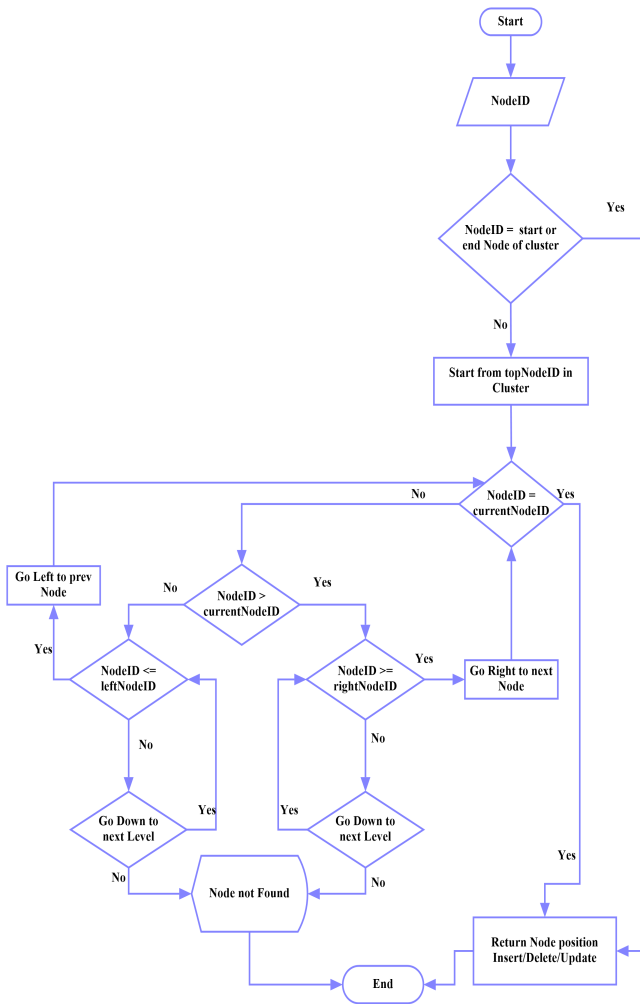 Start
NodeID
NodeID = start or
end Node of cluster
Yes
No
Start from topNodeID in
Cluster
NodeID =
currentNodeID
Yes
No
Go Left to prev
Node
No
NodeID >
currentNodeID
Yes
Yes
NodeID <=
leftNodeID
NodeID >=
rightNodeID
Yes
Go Right to next
Node
No
No
Go Down to
next Level
Yes
Yes
Go Down to
next Level
Yes
No
Node not Found
No
Return Node position
Insert/Delete/Update
End